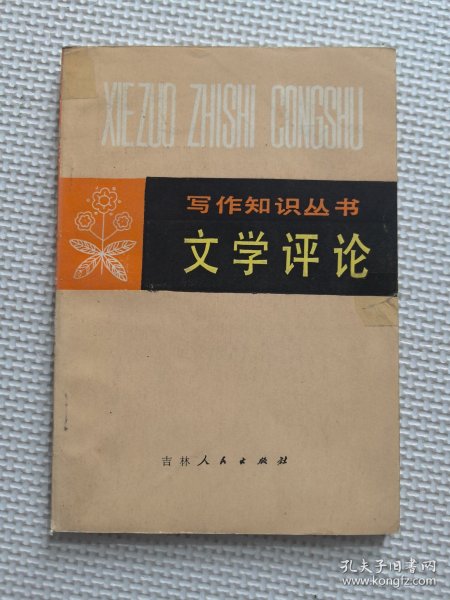 XIEZUO ZHISHI CONGSHU
写作知识丛书
文学评论
吉林人民出版社
孔夫子旧书网
www.kongfz.com